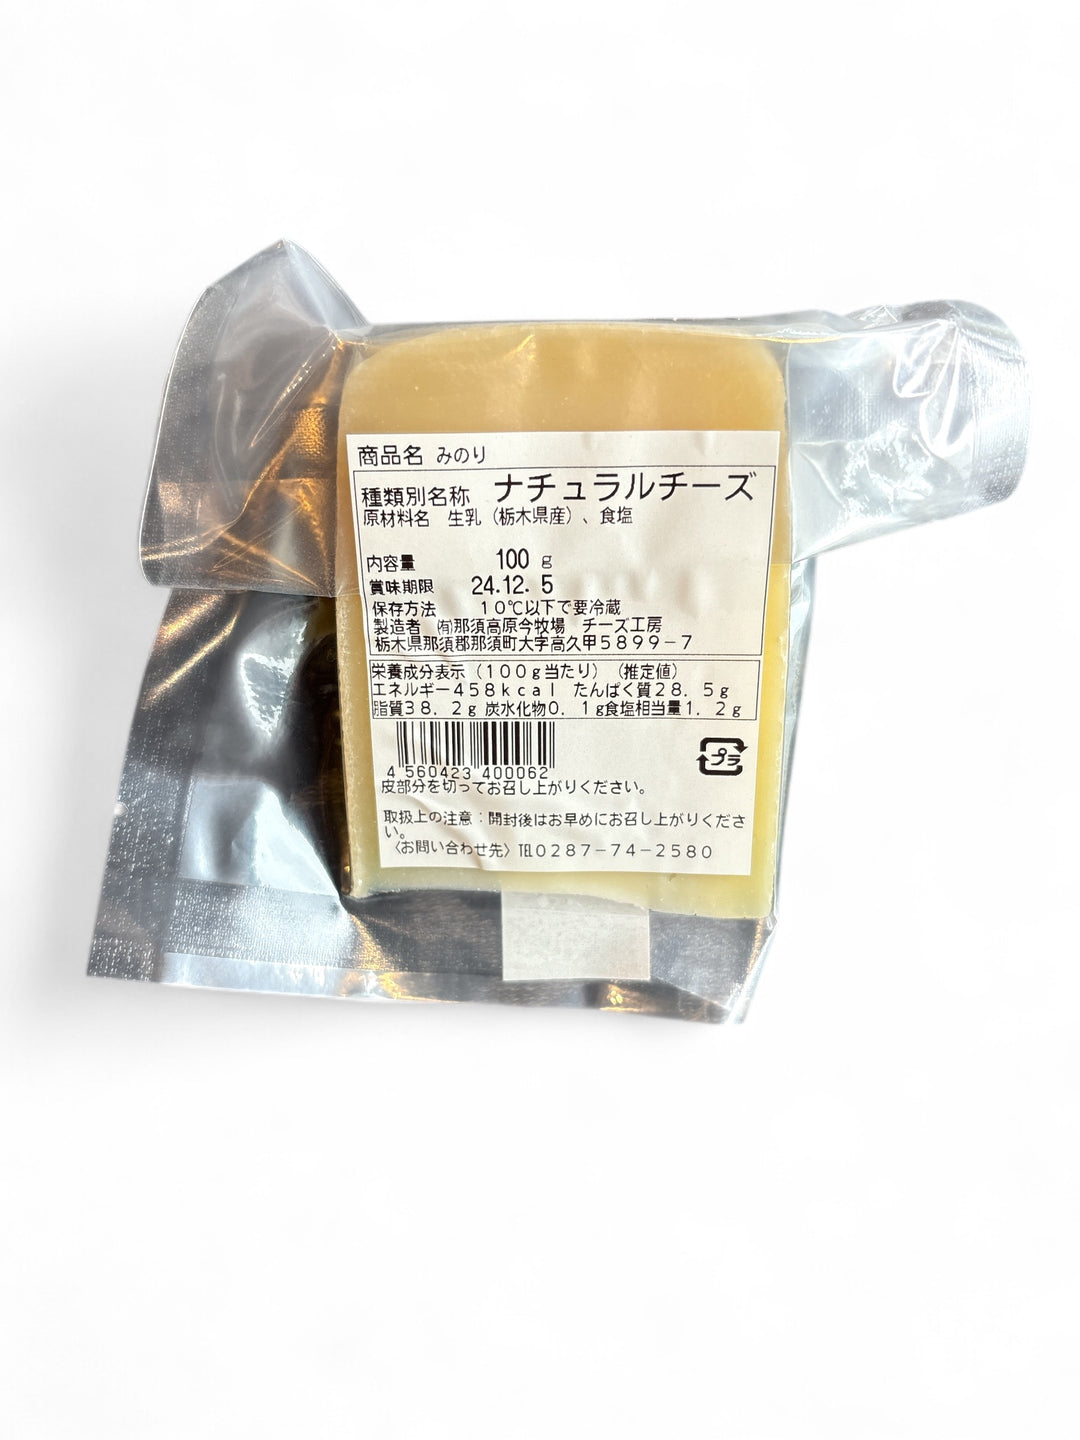 商品名 みのり
種類別名称 ナチュラルチーズ
原材料名 生乳（栃木県産）、食塩
内容量 100 g
賞味期限 24.12. 5
保存方法 １０℃以下で要冷蔵
製造者 ㈲那須高原今牧場 チーズ工房
栃木県那須郡那須町大字高久甲５８９９－７
栄養成分表示（１００ｇ当たり）（推定値）
エネルギー４５８ｋｃａｌ たんぱく質２８．５ｇ
脂質３８．２ｇ 炭水化物０．１ｇ食塩相当量１．２ｇ
プラ
4 560423 400062
皮部分を切ってお召し上がりください。
取扱上の注意：開封後はお早めにお召し上がりくださ
い。
〈お問い合わせ先〉℡０２８７－７４－２５８０